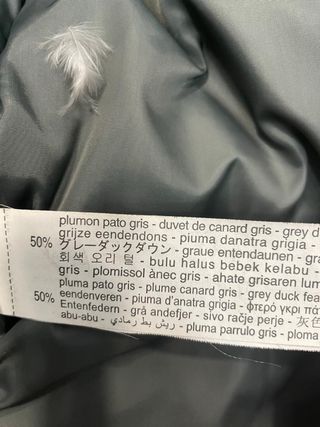 plumon pato gris - duvet de canard gris - grey d
grijze eendendons - piuma danatra grigia -
50% グレーダックダウン - graue entendaunen - gra
회색 오리 털 - bulu halus bebek kelabu -
gris - plomissol ànec gris - ahate grisaren lum
pluma pato gris - plume canard gris - grey duck fea
50% eendenveren - piuma d'anatra grigia - φτερό γκρι πά
Entenfedern - grå andefjer - sivo račje perje - 灰色
abu-abu - ريش بط رمادي - pluma parrulo gris - ploma